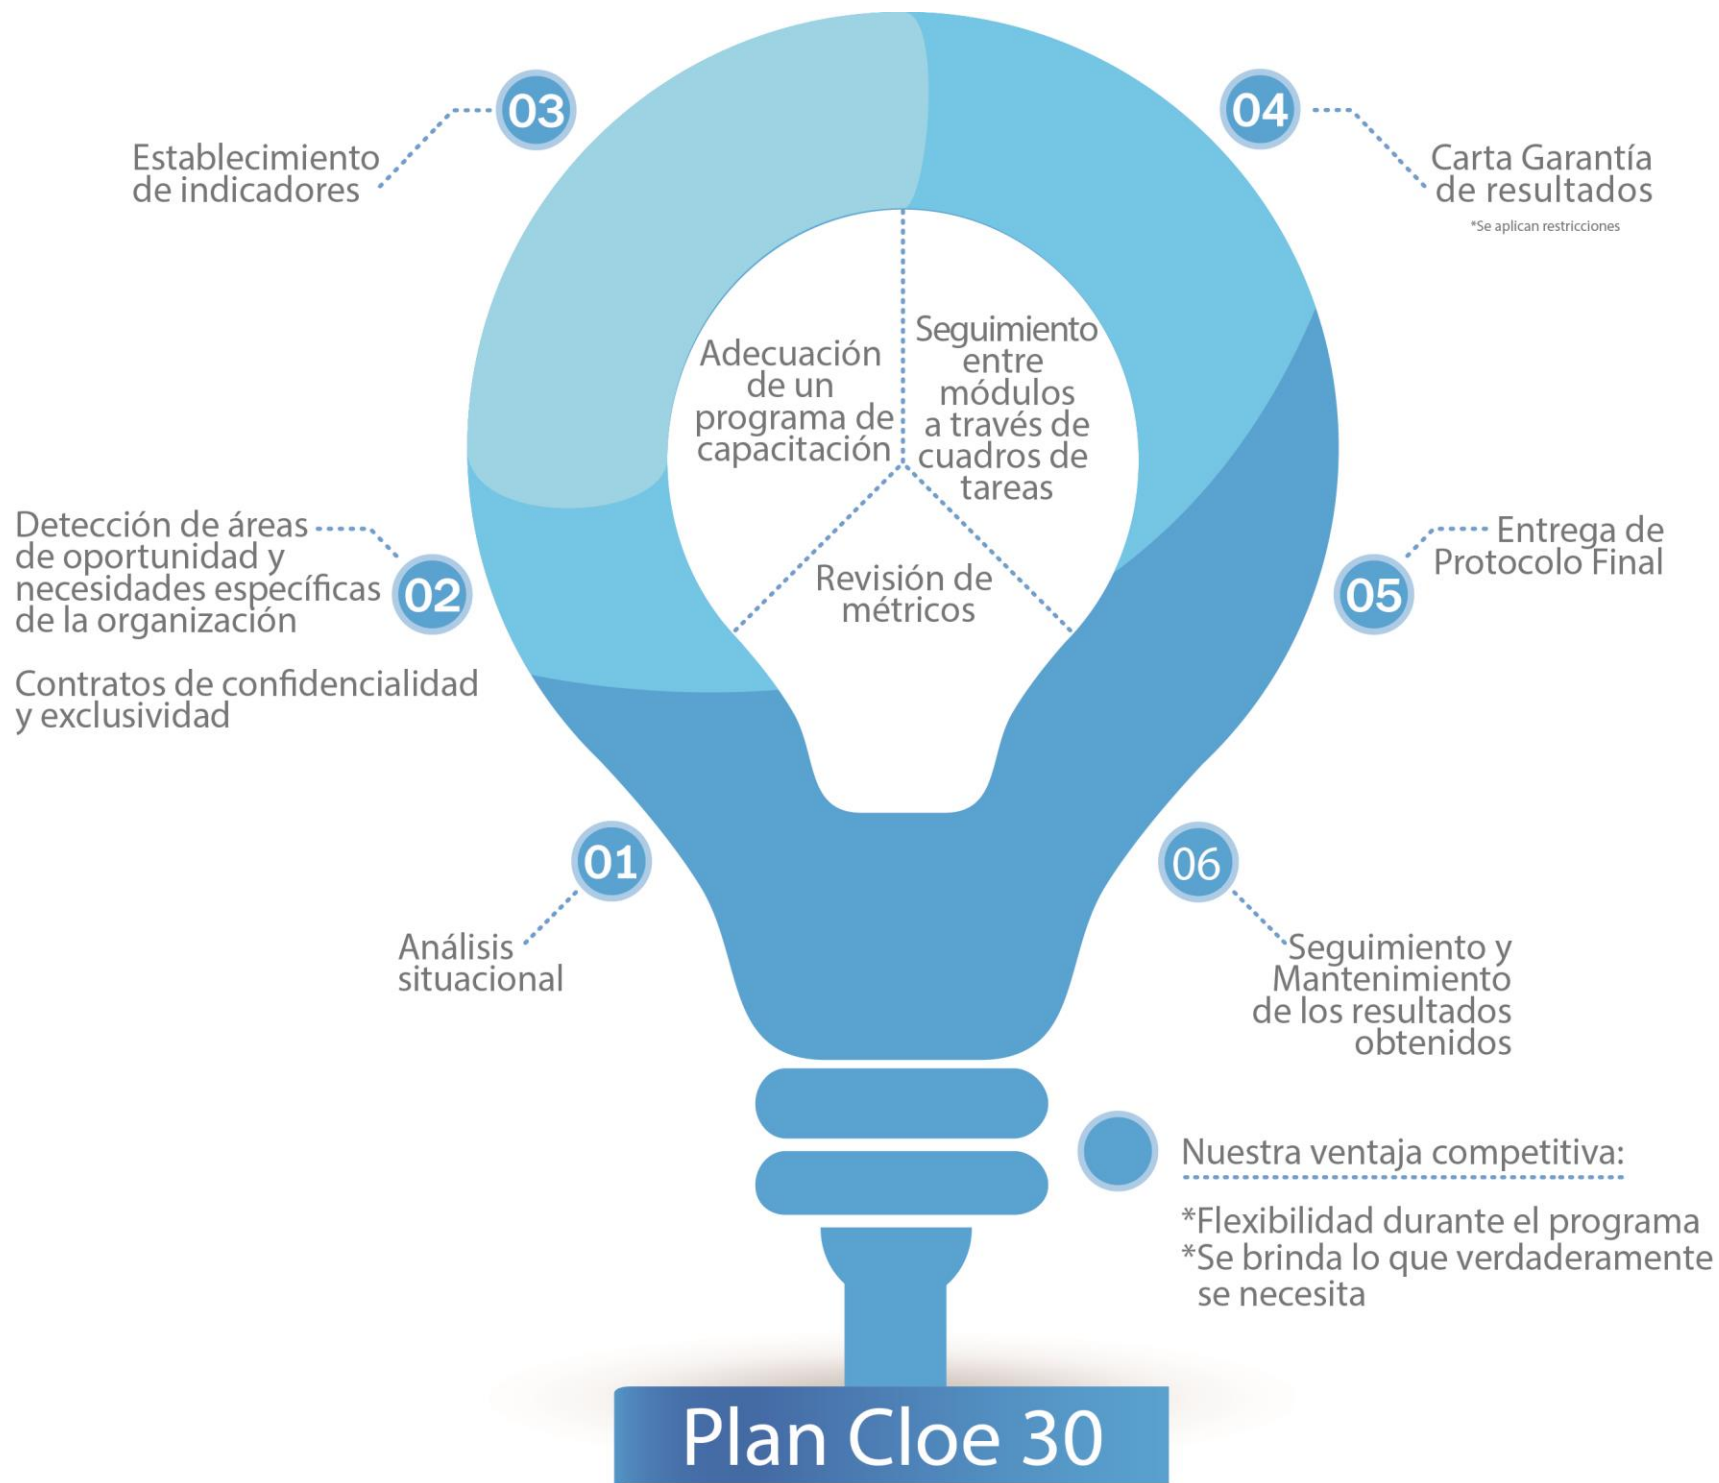 03
Establecimiento
de indicadores
04
Carta Garantía
de resultados
*Se aplican restricciones
Adecuación
de un
programa de
capacitación
Seguimiento
entre
módulos
a través de
cuadros de
tareas
Revisión de
métricos
02
Detección de áreas
de oportunidad y
necesidades específicas
de la organización
Contratos de confidencialidad
y exclusividad
05
Entrega de
Protocolo Final
01
Análisis
situacional
06
Seguimiento y
Mantenimiento
de los resultados
obtenidos
Nuestra ventaja competitiva:
*Flexibilidad durante el programa
*Se brinda lo que verdaderamente
se necesita
Plan Cloe 30